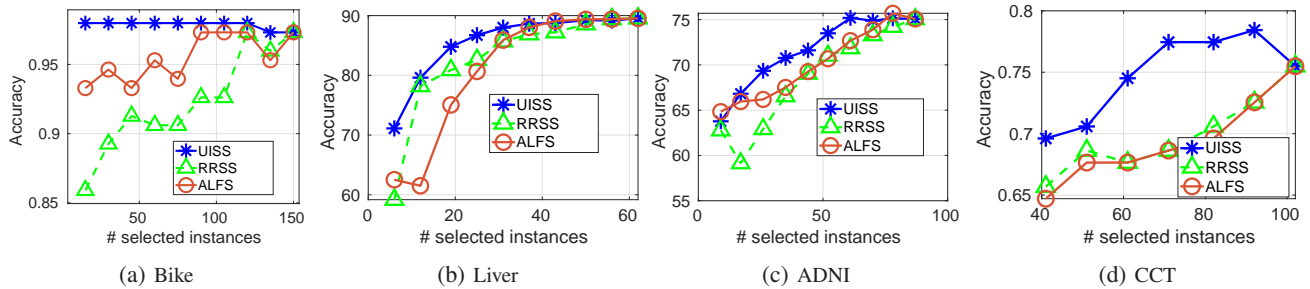 Accuracy
0.95
0.9
0.85
50
100
150
# selected instances
UISS
RRSS
ALFS
(a) Bike
Accuracy
90
80
70
60
0
20
40
60
# selected instances
UISS
RRSS
ALFS
(b) Liver
Accuracy
75
70
65
60
55
0
50
100
# selected instances
UISS
RRSS
ALFS
(c) ADNI
Accuracy
0.8
0.75
0.7
0.65
40
60
80
100
# selected instances
UISS
RRSS
ALFS
(d) CCT